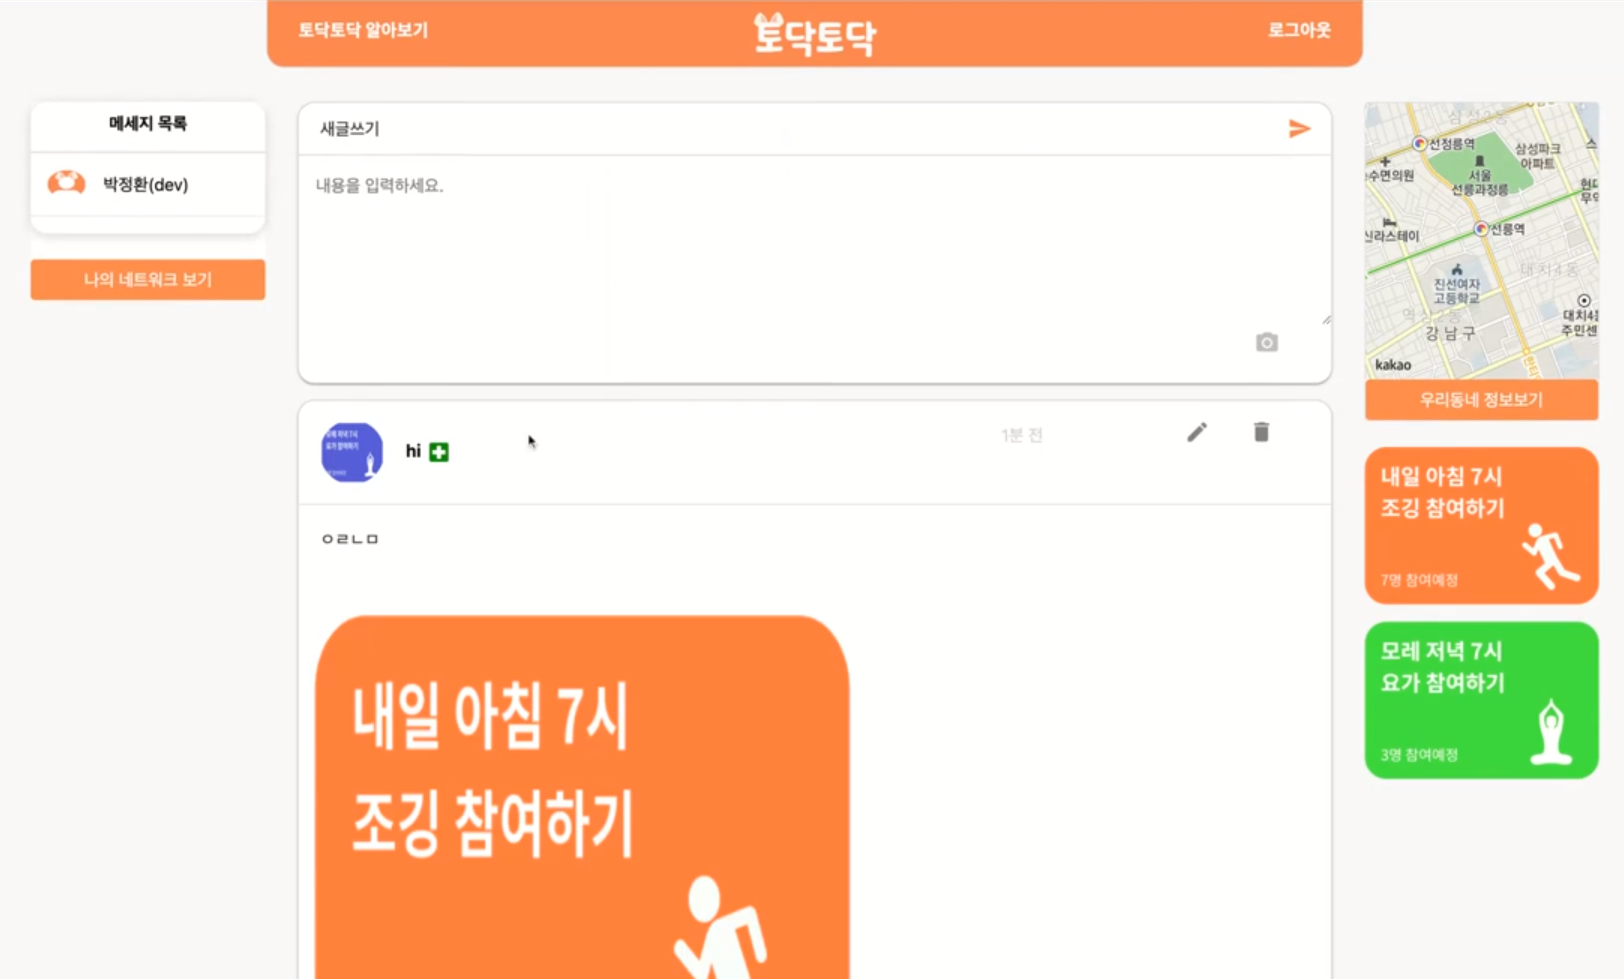 토닥토닥 알아보기
토닥토닥
로그아웃
메세지 목록
박정환(dev)
나의 네트워크 보기
새글쓰기
내용을 입력하세요.
hi
1분 전
ㅇㄹㄴㅁ
내일 아침 7시
조깅 참여하기
삼성2동
선정릉역
삼성파크
아파트
수면의원
서울
선릉과정릉
선릉역
신라스테이
대치4동
진선여자
고등학교
역삼2동
강남구
주민센
kakao
우리동네 정보보기
내일 아침 7시
조깅 참여하기
7명 참여예정
모레 저녁 7시
요가 참여하기
3명 참여예정